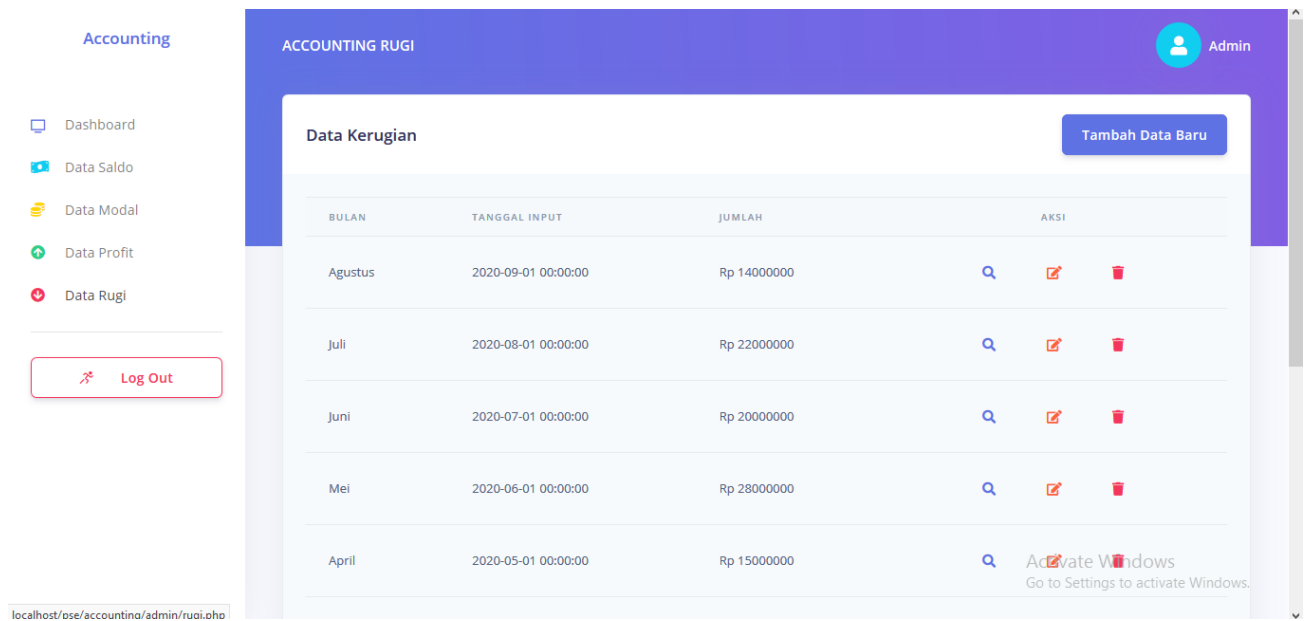 Accounting
ACCOUNTING RUGI
Admin
Dashboard
Data Saldo
Data Modal
Data Profit
Data Rugi
Log Out
Data Kerugian
Tambah Data Baru
BULAN TANGGAL INPUT JUMLAH AKSI
Agustus 2020-09-01 00:00:00 Rp 14000000
Juli 2020-08-01 00:00:00 Rp 22000000
Juni 2020-07-01 00:00:00 Rp 20000000
Mei 2020-06-01 00:00:00 Rp 28000000
April 2020-05-01 00:00:00 Rp 15000000
Activate Windows
Go to Settings to activate Windows.
localhost/pse/accounting/admin/rugi.php